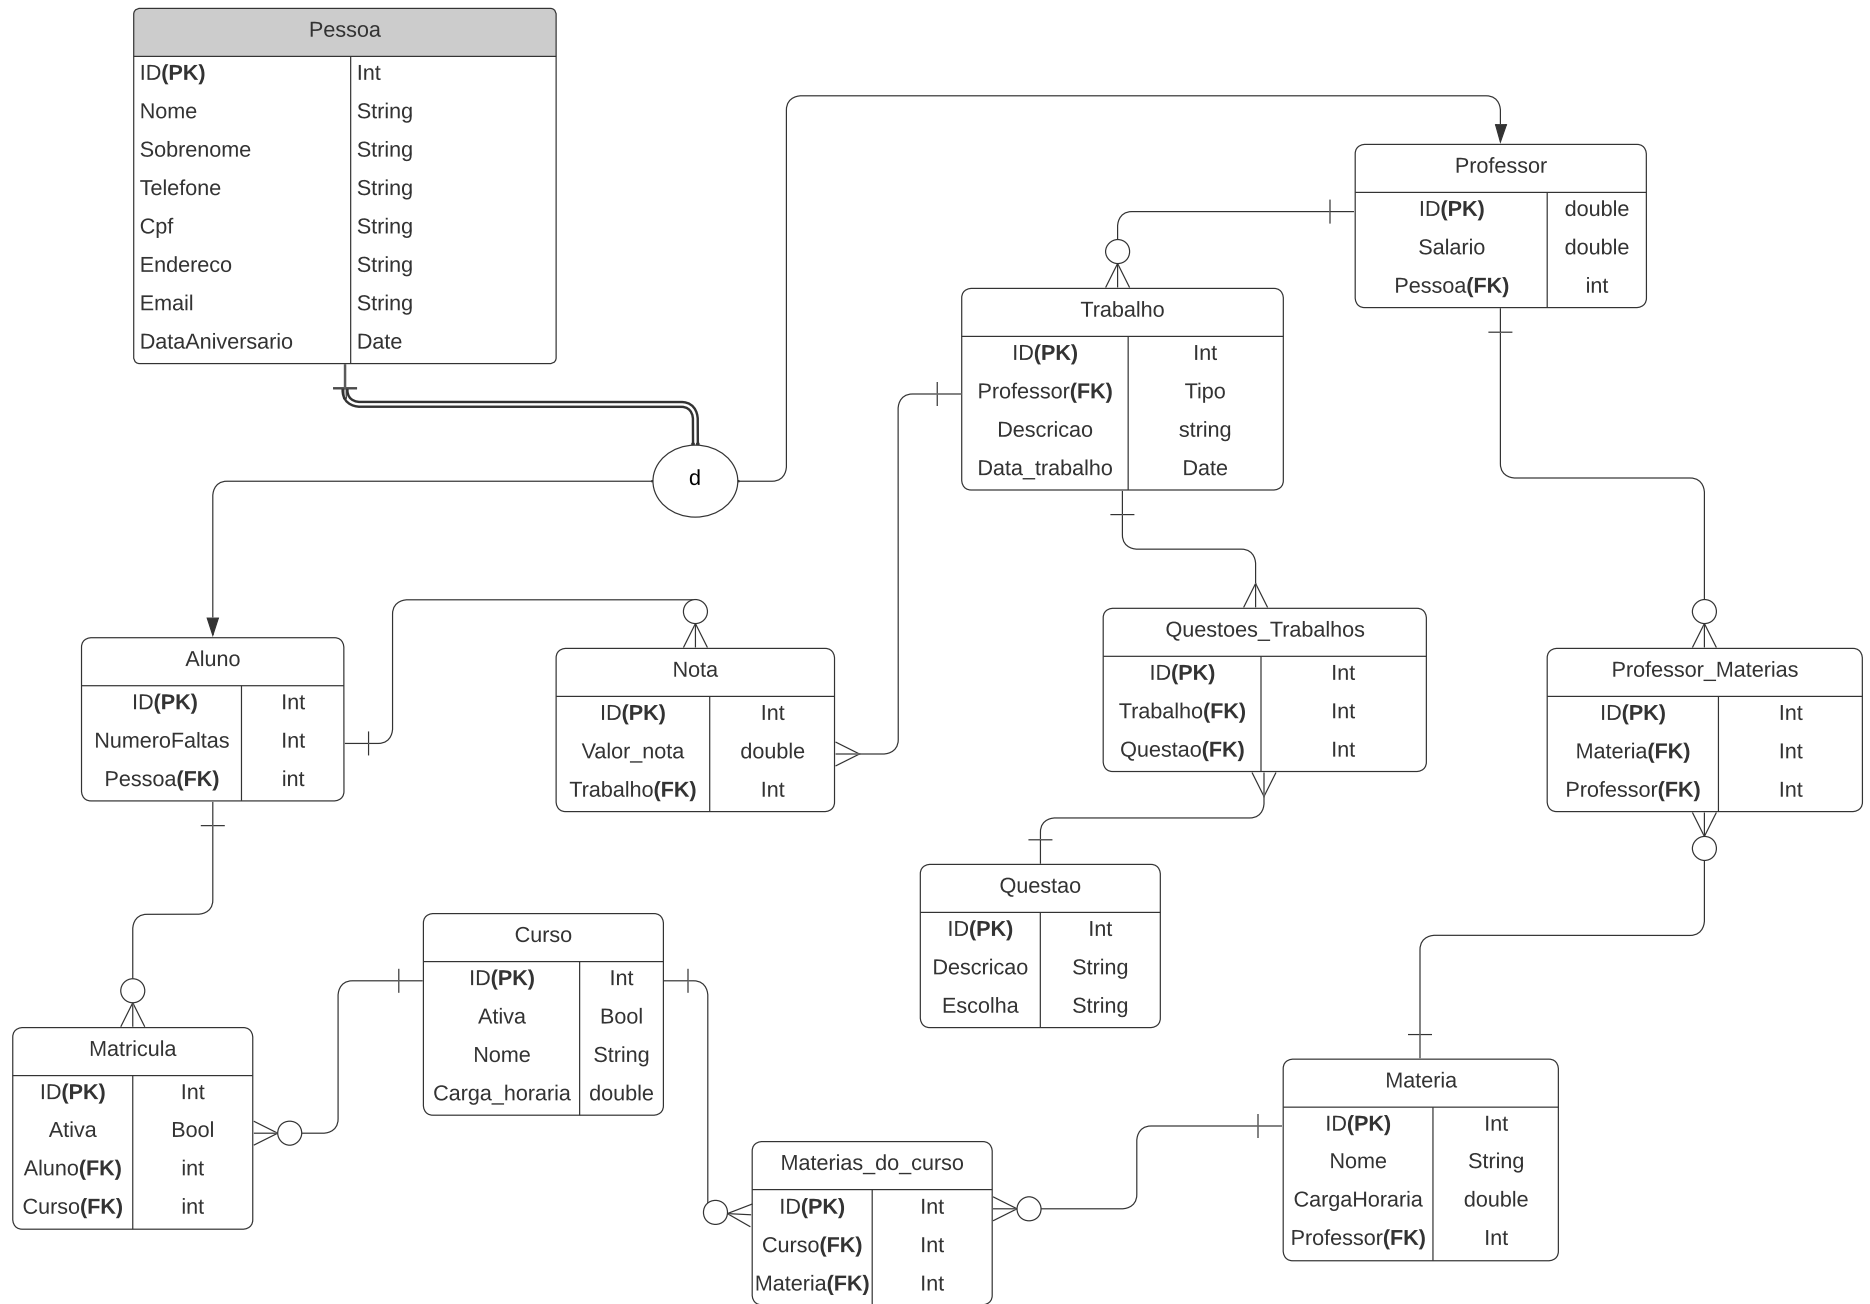 Pessoa
ID(PK) Int
Nome String
Sobrenome String
Telefone String
Cpf String
Endereco String
Email String
DataAniversario Date
d
Professor
ID(PK) double
Salario double
Pessoa(FK) int
Trabalho
ID(PK) Int
Professor(FK) Tipo
Descricao string
Data_trabalho Date
Aluno
ID(PK) Int
NumeroFaltas Int
Pessoa(FK) int
Nota
ID(PK) Int
Valor_nota double
Trabalho(FK) Int
Questoes_Trabalhos
ID(PK) Int
Trabalho(FK) Int
Questao(FK) Int
Professor_Materias
ID(PK) Int
Materia(FK) Int
Professor(FK) Int
Questao
ID(PK) Int
Descricao String
Escolha String
Curso
ID(PK) Int
Ativa Bool
Nome String
Carga_horaria double
Matricula
ID(PK) Int
Ativa Bool
Aluno(FK) int
Curso(FK) int
Materias_do_curso
ID(PK) Int
Curso(FK) Int
Materia(FK) Int
Materia
ID(PK) Int
Nome String
CargaHoraria double
Professor(FK) Int